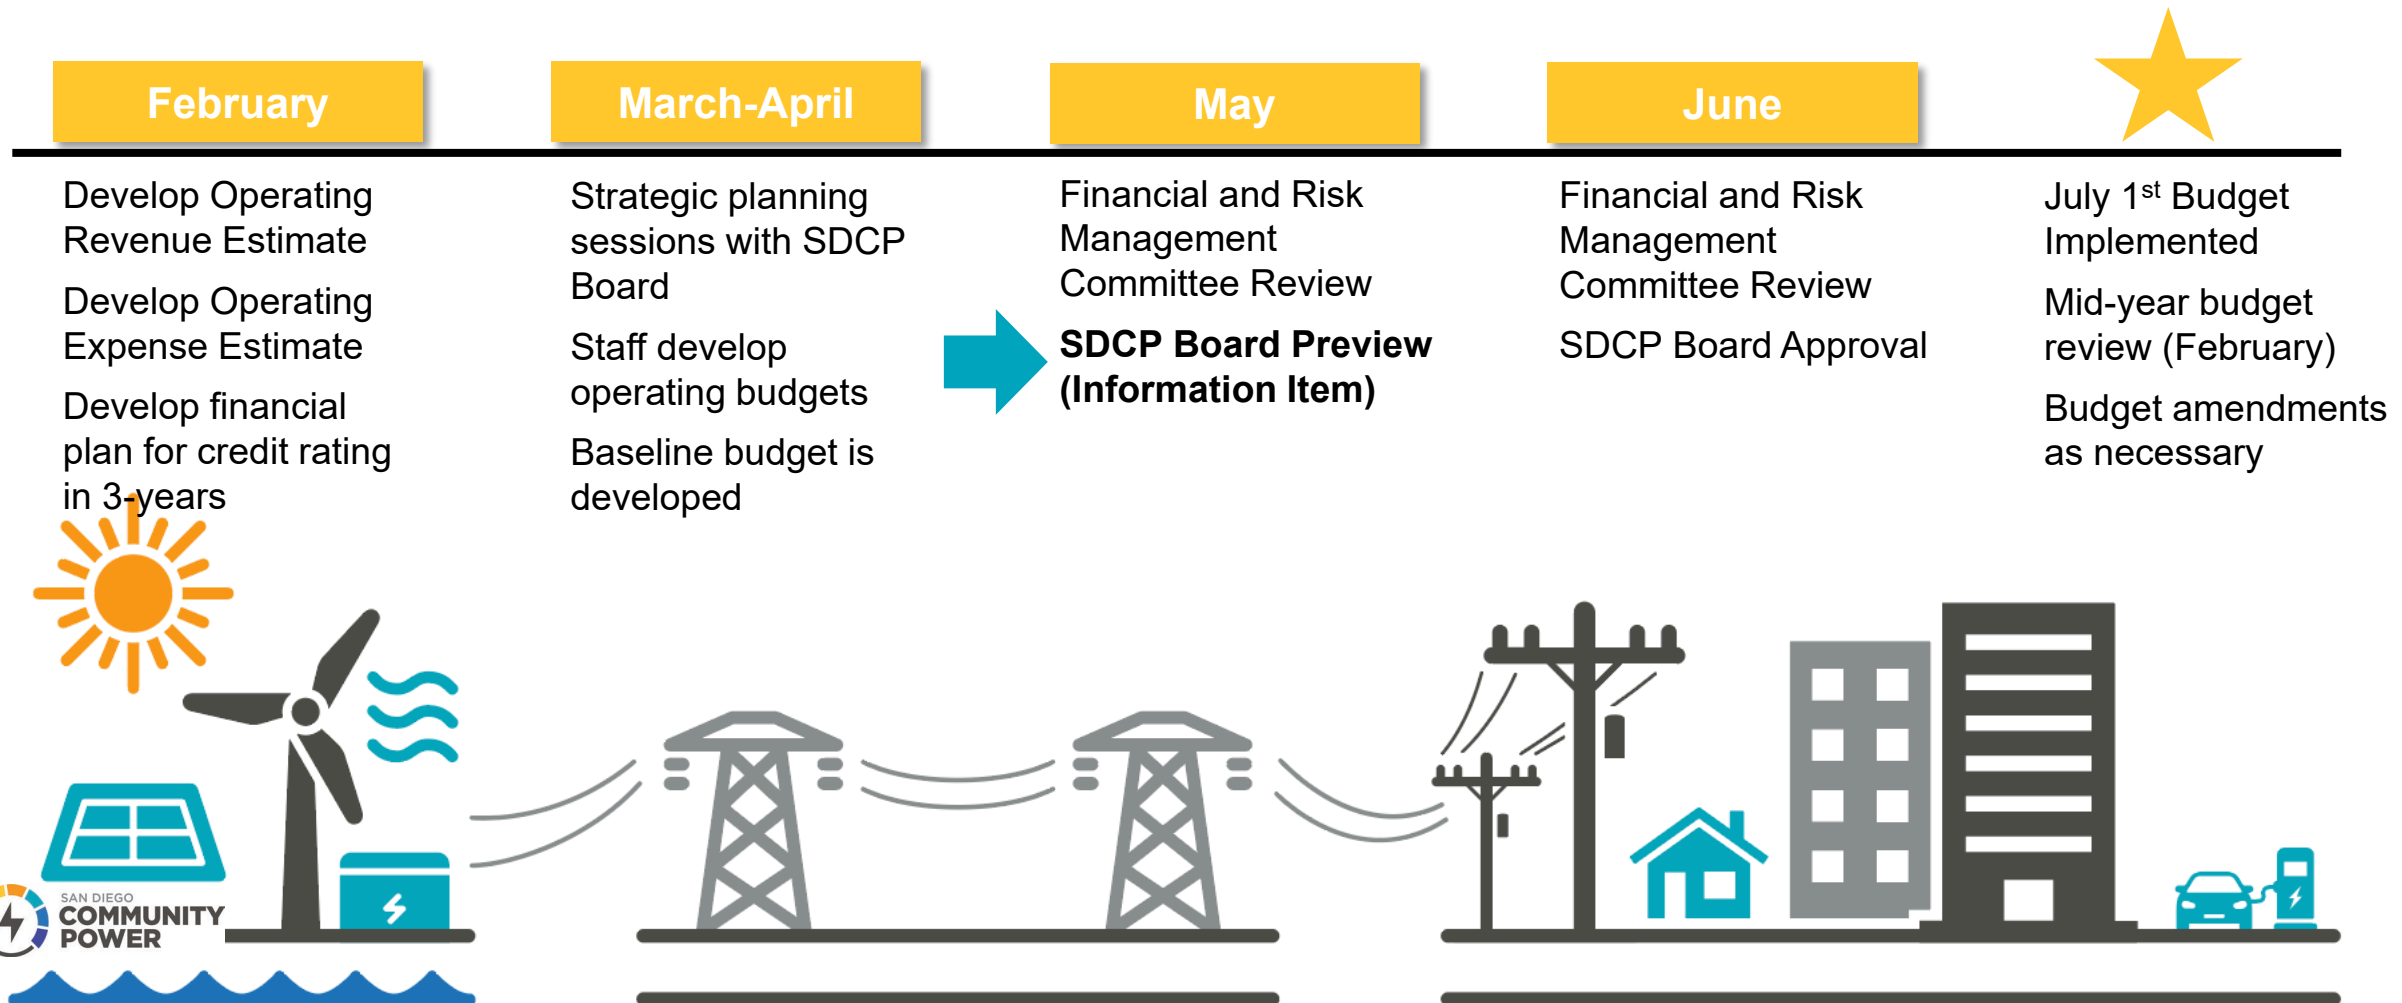 February
Develop Operating
Revenue Estimate
Develop Operating
Expense Estimate
Develop financial
plan for credit rating
in 3-years
March-April
Strategic planning
sessions with SDCP
Board
Staff develop
operating budgets
Baseline budget is
developed
May
Financial and Risk
Management
Committee Review
SDCP Board Preview
(Information Item)
June
Financial and Risk
Management
Committee Review
SDCP Board Approval
July 1st Budget
Implemented
Mid-year budget
review (February)
Budget amendments
as necessary
SAN DIEGO
COMMUNITY
POWER